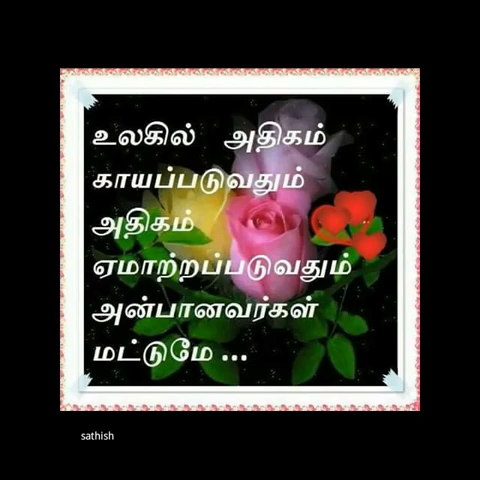 உலகில் அதிகம்
காயப்படுவதும்
அதிகம்
ஏமாற்றப்படுவதும்
அன்பானவர்கள்
மட்டுமே ...
sathish